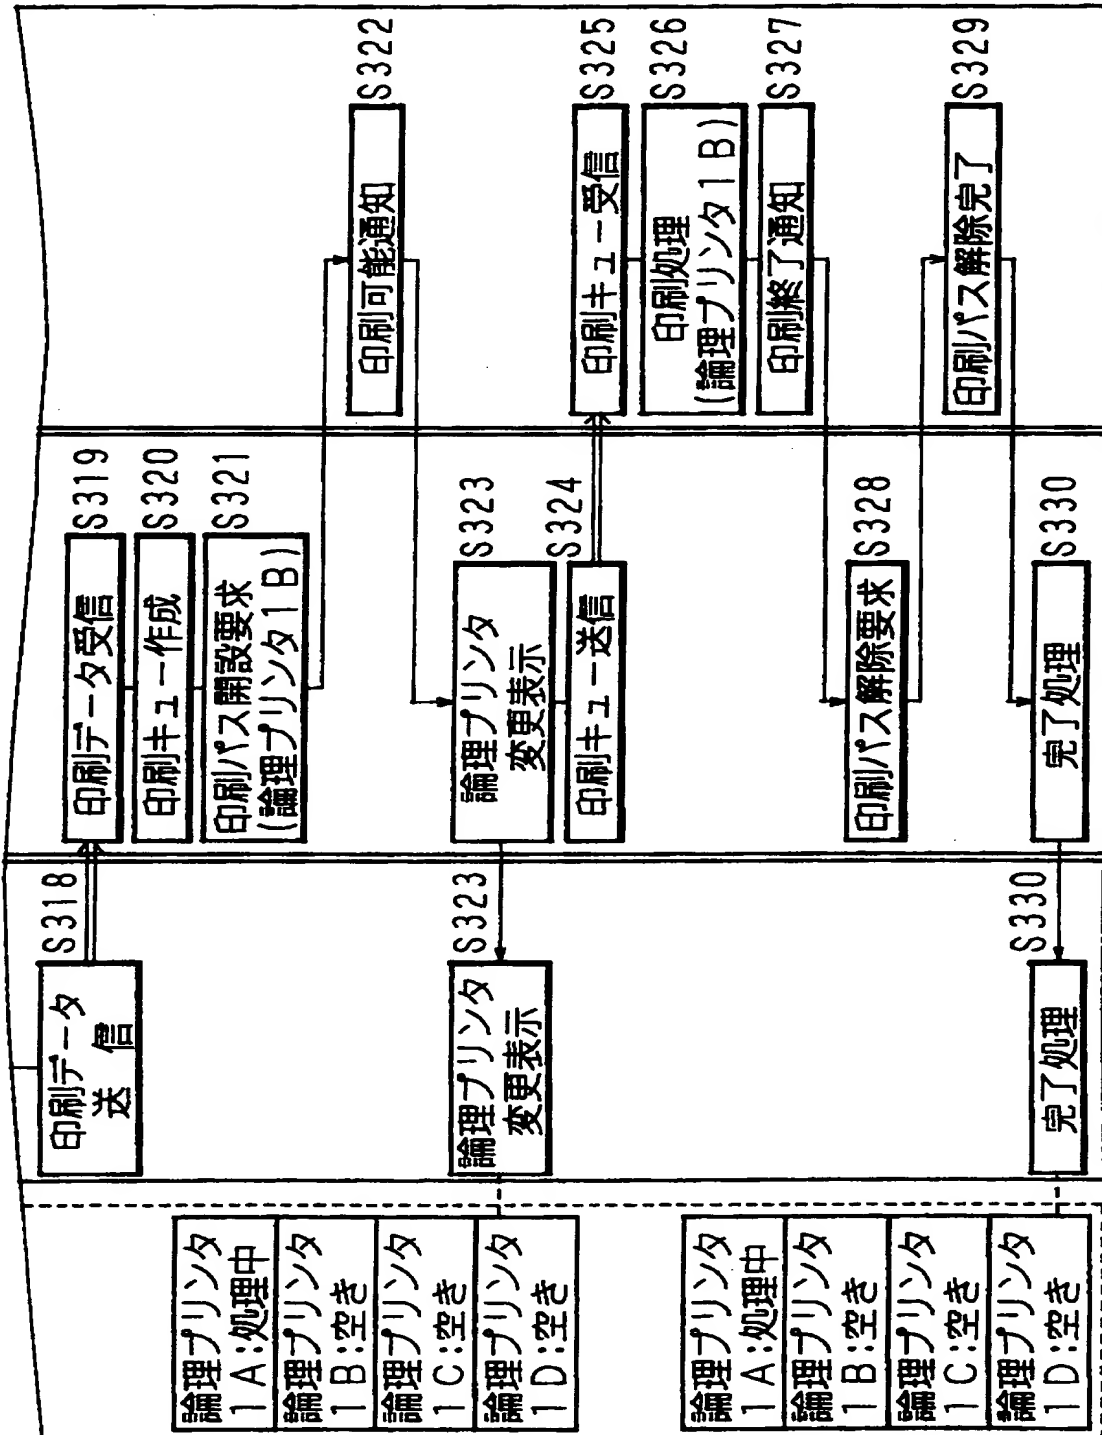 印刷データ
送 信
S318
印刷データ受信
S319
印刷キュー作成
S320
印刷パス開設要求
(論理プリンタ1B)
S321
印刷可能通知
S322
論理プリンタ
変更表示
S323
論理プリンタ
変更表示
S323
論理プリンタ
1A:処理中
論理プリンタ
1B:空き
論理プリンタ
1C:空き
論理プリンタ
1D:空き
印刷キュー送信
S324
印刷キュー受信
S325
印刷処理
(論理プリンタ1B)
S326
印刷終了通知
S327
印刷パス解除要求
S328
印刷パス解除完了
S329
完了処理
S330
完了処理
S330
論理プリンタ
1A:処理中
論理プリンタ
1B:空き
論理プリンタ
1C:空き
論理プリンタ
1D:空き